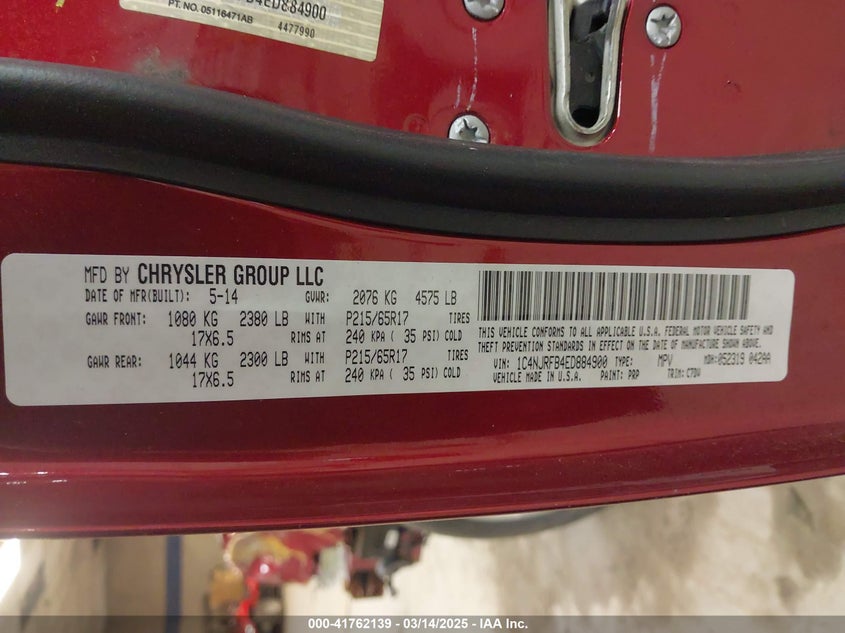 B4ED884900
PT. NO. 05116471AB
4477990
MFD BY CHRYSLER GROUP LLC
DATE OF MFR(BUILT): 5-14 GVWR: 2076 KG 4575 LB
GAWR FRONT: 1080 KG 2380 LB WITH P215/65R17 TIRES
17X6.5 RIMS AT 240 KPA ( 35 PSI) COLD
GAWR REAR: 1044 KG 2300 LB WITH P215/65R17 TIRES
17X6.5 RIMS AT 240 KPA ( 35 PSI) COLD
THIS VEHICLE CONFORMS TO ALL APPLICABLE U.S.A. FEDERAL MOTOR VEHICLE SAFETY AND
THEFT PREVENTION STANDARDS IN EFFECT ON THE DATE OF MANUFACTURE SHOWN ABOVE.
VIN: 1C4NJRFB4ED884900 TYPE: MPV MDH: 052319 042AA
VEHICLE MADE IN U.S.A. PAINT: PRP TRIM: C7DV
000-41762139 — 03/14/2025 — IAA Inc.